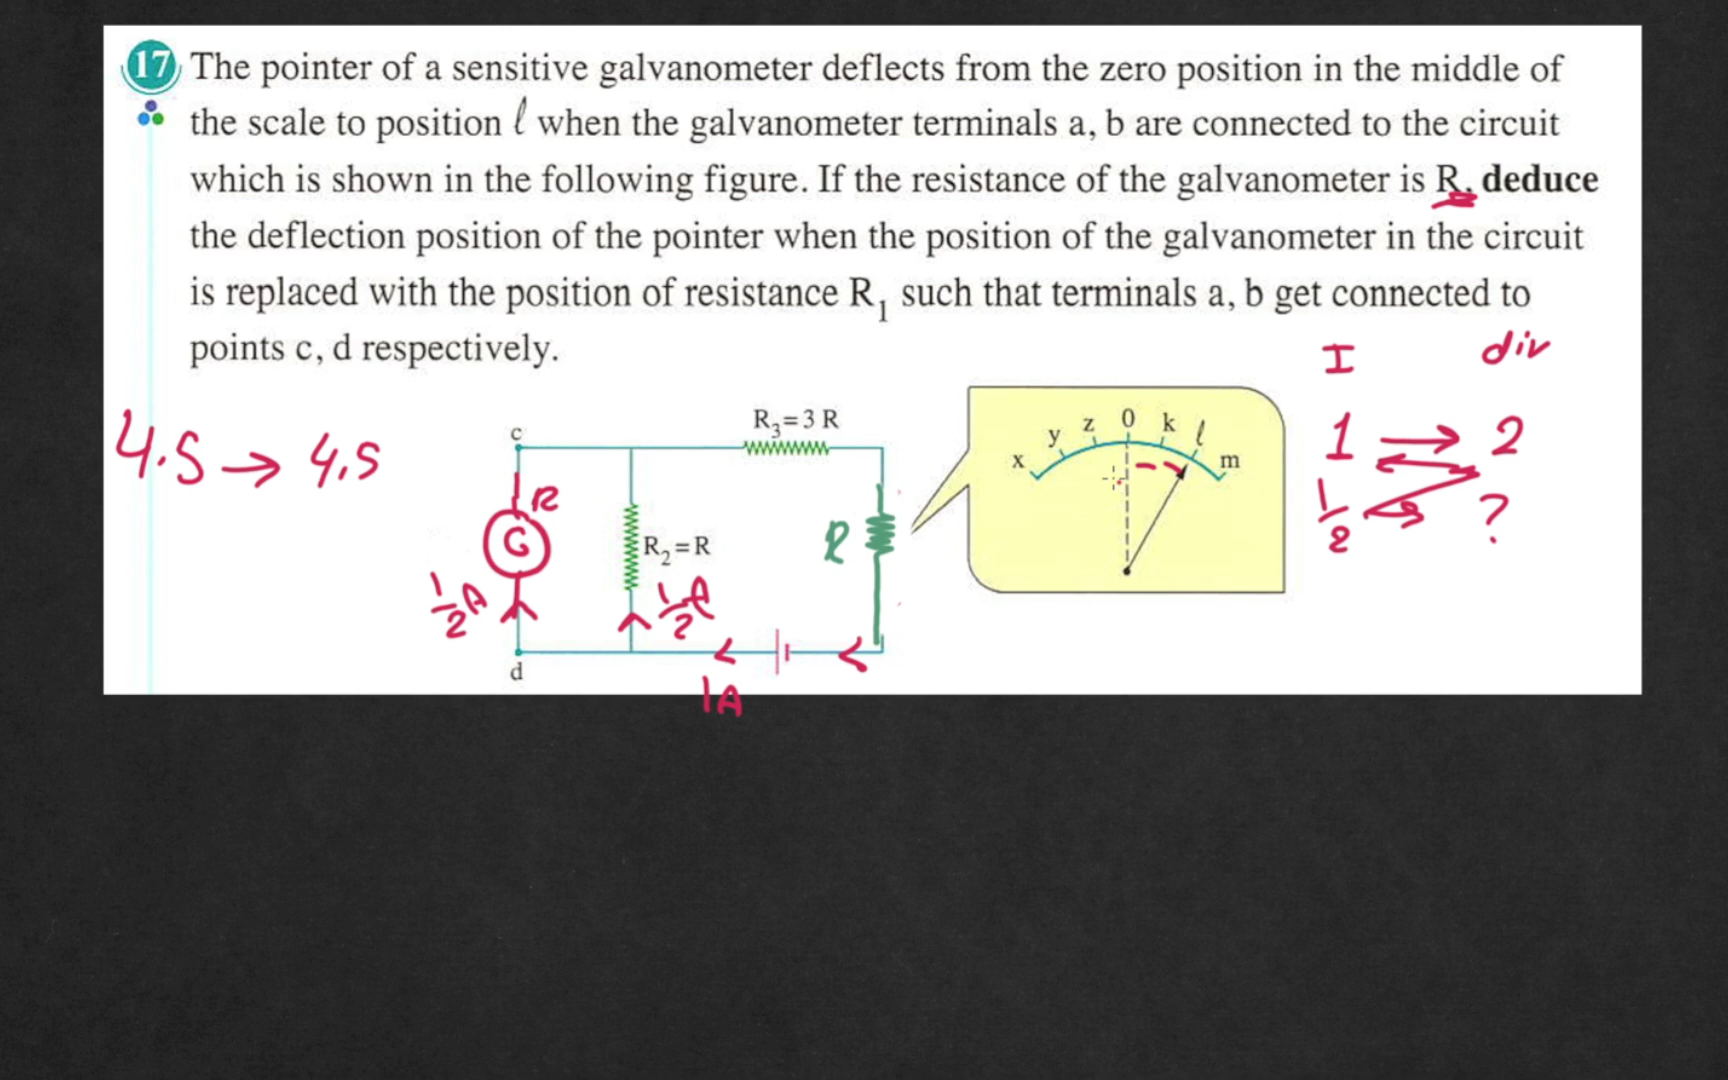 17 The pointer of a sensitive galvanometer deflects from the zero position in the middle of
the scale to position ℓ when the galvanometer terminals a, b are connected to the circuit
which is shown in the following figure. If the resistance of the galvanometer is R, deduce
the deflection position of the pointer when the position of the galvanometer in the circuit
is replaced with the position of resistance R₁ such that terminals a, b get connected to
points c, d respectively.
I div
4.5 → 4.5
c
R₃=3 R
x y z 0 k ℓ m
1 2
R
G
R₂=R
R
1/2 ?
1/2 A
1/2 A
d
1A